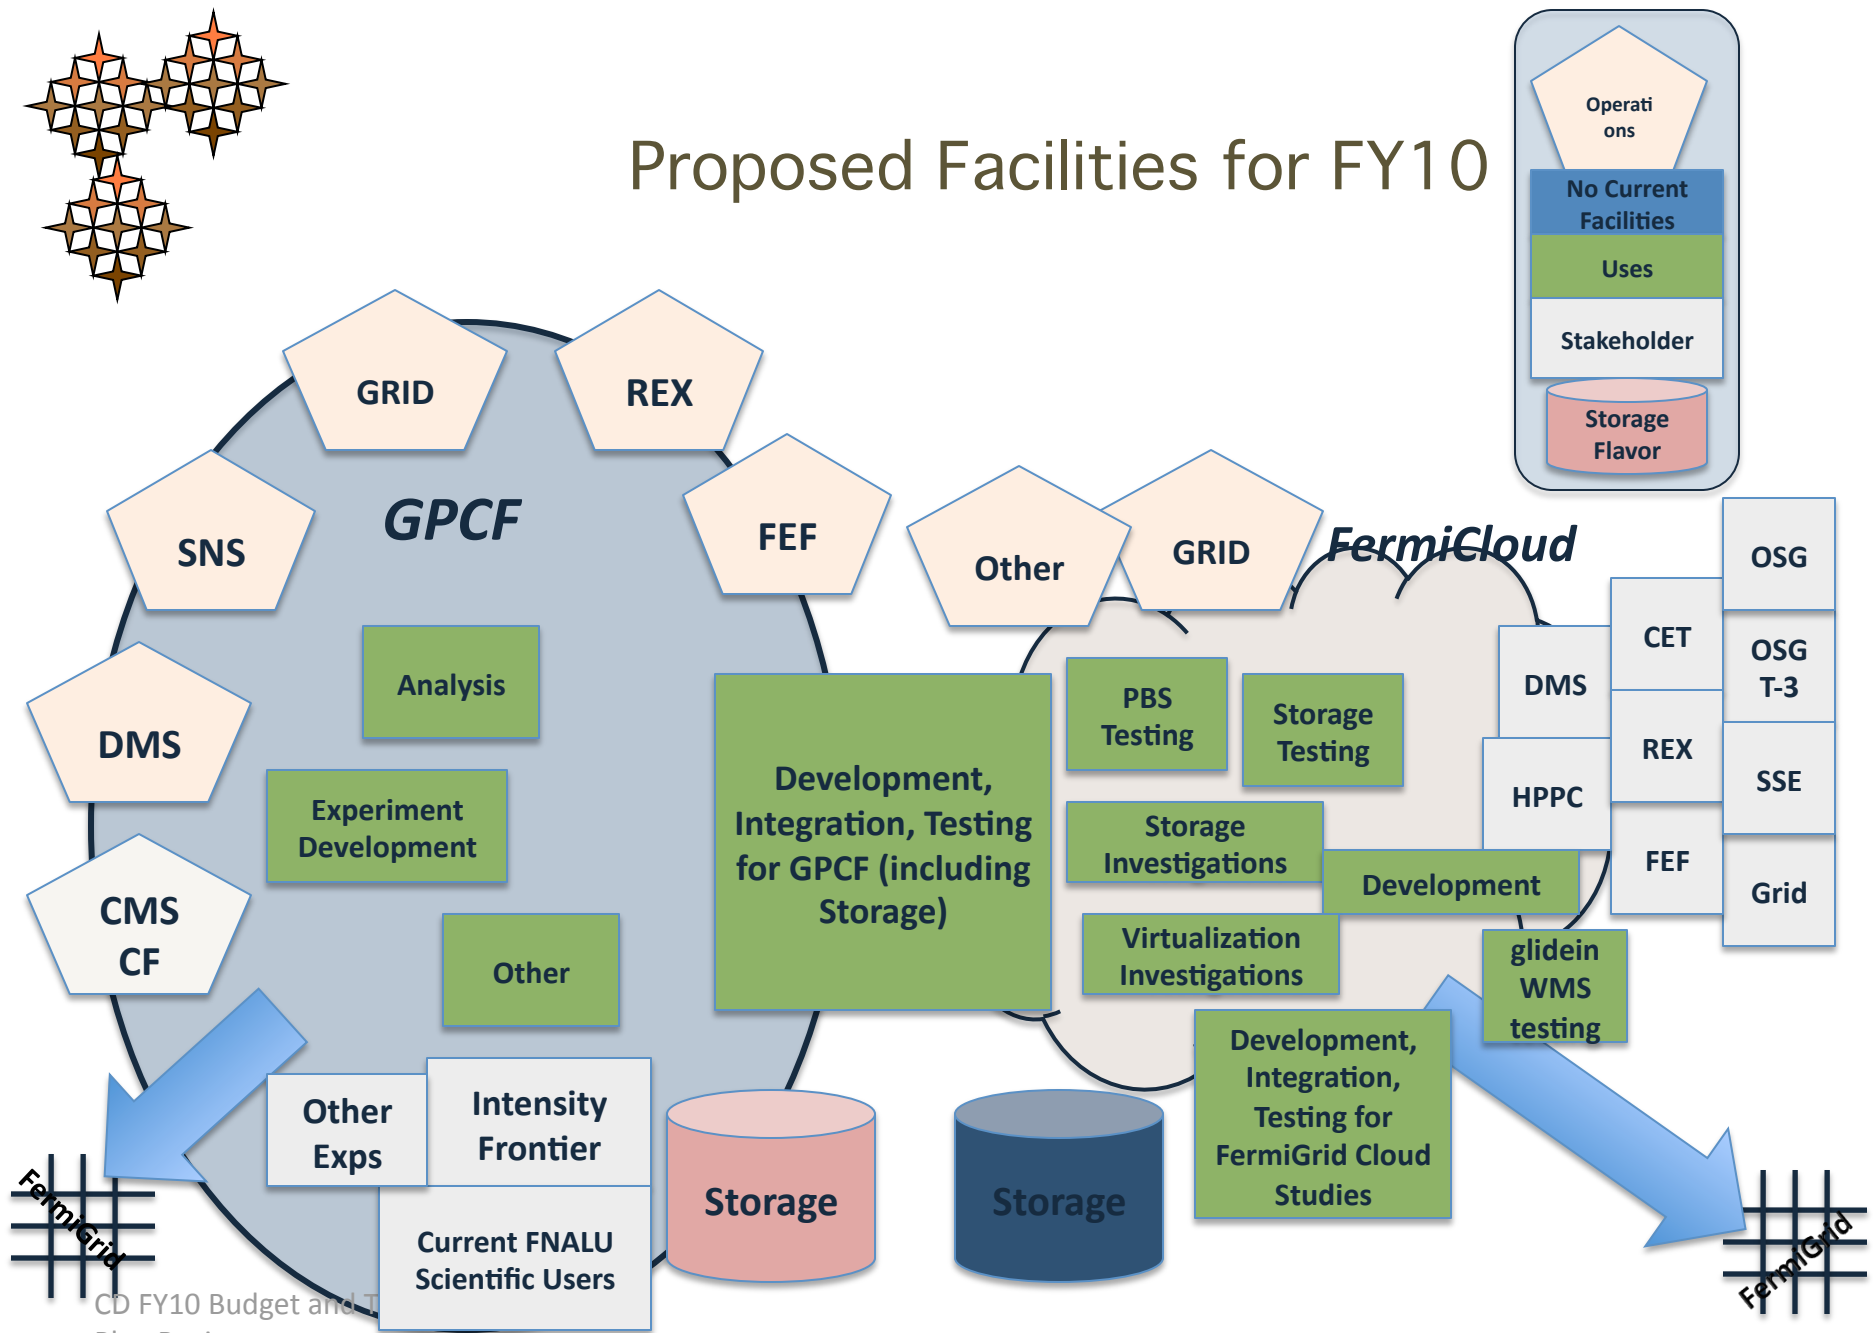 Proposed Facilities for FY10
Operati
ons
No Current
Facilities
Uses
Stakeholder
Storage
Flavor
GRID
REX
SNS
GPCF
FEF
DMS
CMS
CF
Analysis
Experiment
Development
Other
Other
Exps
Intensity
Frontier
Current FNALU
Scientific Users
Storage
FermiGrid
Development,
Integration, Testing
for GPCF (including
Storage)
Other
GRID
FermiCloud
PBS
Testing
Storage
Testing
Storage
Investigations
Development
Virtualization
Investigations
glidein
WMS
testing
Development,
Integration,
Testing for
FermiGrid Cloud
Studies
Storage
DMS
HPPC
CET
REX
FEF
OSG
OSG
T-3
SSE
Grid
FermiGrid
CD FY10 Budget and